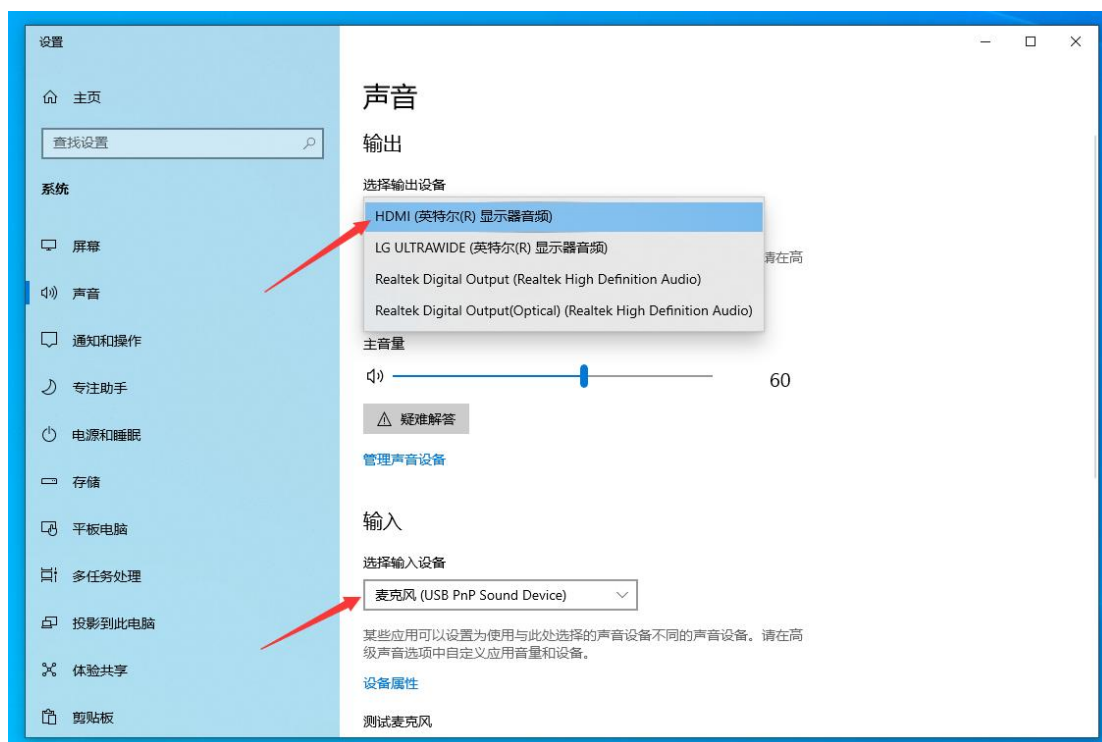 设置
主页
查找设置
系统
屏幕
声音
通知和操作
专注助手
电源和睡眠
存储
平板电脑
多任务处理
投影到此电脑
体验共享
剪贴板
声音
输出
选择输出设备
HDMI (英特尔(R) 显示器音频)
LG ULTRAWIDE (英特尔(R) 显示器音频)
请在高
Realtek Digital Output (Realtek High Definition Audio)
Realtek Digital Output(Optical) (Realtek High Definition Audio)
主音量
60
疑难解答
管理声音设备
输入
选择输入设备
麦克风 (USB PnP Sound Device)
某些应用可以设置为使用与此处选择的声音设备不同的声音设备。请在高
级声音选项中自定义应用音量和设备。
设备属性
测试麦克风